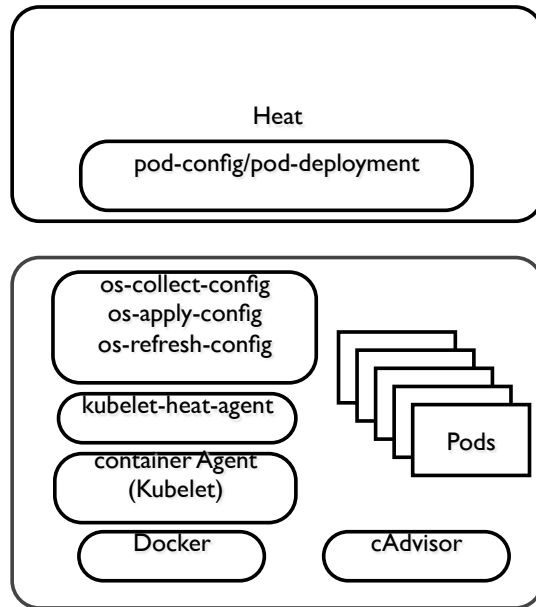 Heat
pod-config/pod-deployment
os-collect-config
os-apply-config
os-refresh-config
kubelet-heat-agent
container Agent
(Kubelet)
Pods
Docker
cAdvisor